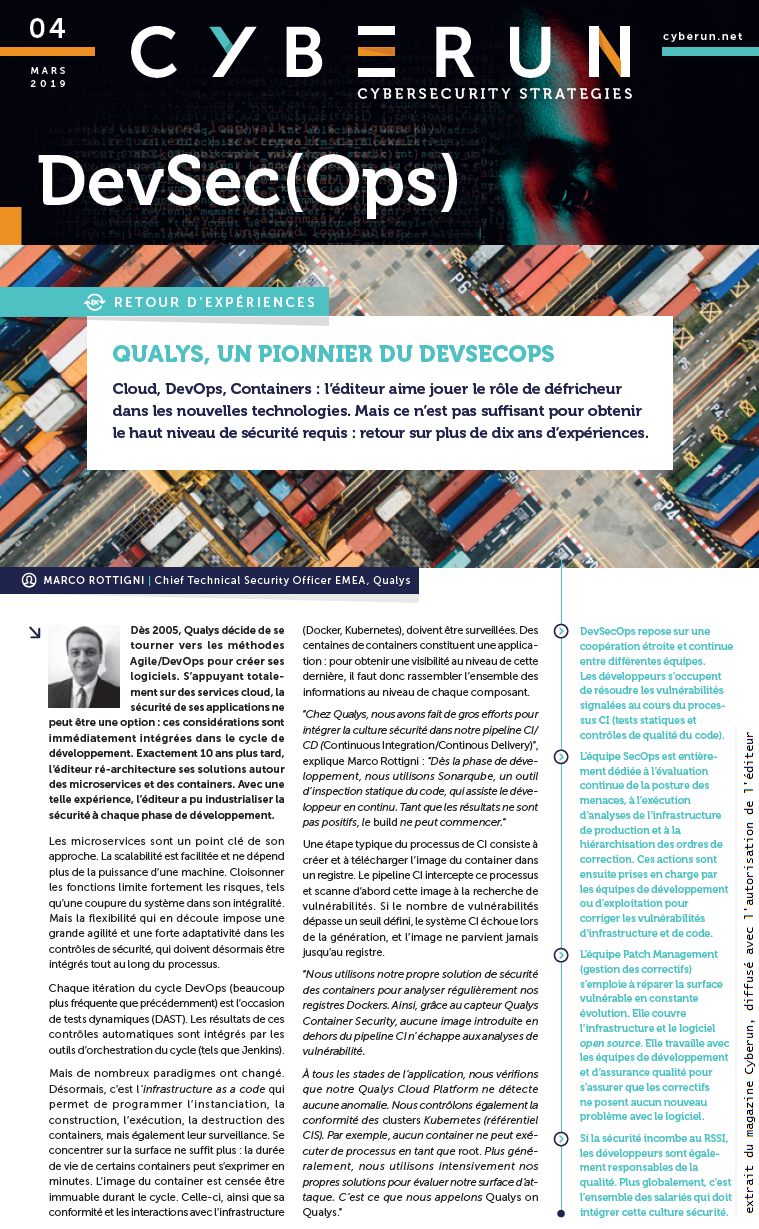 04
MARS
2019
CYBERUN
CYBERSECURITY STRATEGIES
cyberun.net
DevSec(Ops)
RETOUR D'EXPÉRIENCES
QUALYS, UN PIONNIER DU DEVSECOPS
Cloud, DevOps, Containers : l'éditeur aime jouer le rôle de défricheur
dans les nouvelles technologies. Mais ce n'est pas suffisant pour obtenir
le haut niveau de sécurité requis : retour sur plus de dix ans d'expériences.
MARCO ROTTIGNI | Chief Technical Security Officer EMEA, Qualys
Dès 2005, Qualys décide de se
tourner vers les méthodes
Agile/DevOps pour créer ses
logiciels. S'appuyant totale-
ment sur des services cloud, la
sécurité de ses applications ne
peut être une option : ces considérations sont
immédiatement intégrées dans le cycle de
développement. Exactement 10 ans plus tard,
l'éditeur ré-architecture ses solutions autour
des microservices et des containers. Avec une
telle expérience, l'éditeur a pu industrialiser la
sécurité à chaque phase de développement.
Les microservices sont un point clé de son
approche. La scalabilité est facilitée et ne dépend
plus de la puissance d'une machine. Cloisonner
les fonctions limite fortement les risques, tels
qu'une coupure du système dans son intégralité.
Mais la flexibilité qui en découle impose une
grande agilité et une forte adaptativité dans les
contrôles de sécurité, qui doivent désormais être
intégrés tout au long du processus.
Chaque itération du cycle DevOps (beaucoup
plus fréquente que précédemment) est l'occasion
de tests dynamiques (DAST). Les résultats de ces
contrôles automatiques sont intégrés par les
outils d'orchestration du cycle (tels que Jenkins).
Mais de nombreux paradigmes ont changé.
Désormais, c'est l'infrastructure as a code qui
permet de programmer l'instanciation, la
construction, l'exécution, la destruction des
containers, mais également leur surveillance. Se
concentrer sur la surface ne suffit plus : la durée
de vie de certains containers peut s'exprimer en
minutes. L'image du container est censée être
immuable durant le cycle. Celle-ci, ainsi que sa
conformité et les interactions avec l'infrastructure
(Docker, Kubernetes), doivent être surveillées. Des
centaines de containers constituent une applica-
tion : pour obtenir une visibilité au niveau de cette
dernière, il faut donc rassembler l'ensemble des
informations au niveau de chaque composant.
"Chez Qualys, nous avons fait de gros efforts pour
intégrer la culture sécurité dans notre pipeline CI/
CD (Continuous Integration/Continous Delivery)",
explique Marco Rottigni : "Dès la phase de déve-
loppement, nous utilisons Sonarqube, un outil
d'inspection statique du code, qui assiste le déve-
loppeur en continu. Tant que les résultats ne sont
pas positifs, le build ne peut commencer."
Une étape typique du processus de CI consiste à
créer et à télécharger l'image du container dans
un registre. Le pipeline CI intercepte ce processus
et scanne d'abord cette image à la recherche de
vulnérabilités. Si le nombre de vulnérabilités
dépasse un seuil défini, le système CI échoue lors
de la génération, et l'image ne parvient jamais
jusqu'au registre.
"Nous utilisons notre propre solution de sécurité
des containers pour analyser régulièrement nos
registres Dockers. Ainsi, grâce au capteur Qualys
Container Security, aucune image introduite en
dehors du pipeline CI n'échappe aux analyses de
vulnérabilité.
À tous les stades de l'application, nous vérifions
que notre Qualys Cloud Platform ne détecte
aucune anomalie. Nous contrôlons également la
conformité des clusters Kubernetes (référentiel
CIS). Par exemple, aucun container ne peut exé-
cuter de processus en tant que root. Plus géné-
ralement, nous utilisons intensivement nos
propres solutions pour évaluer notre surface d'at-
taque. C'est ce que nous appelons Qualys on
Qualys."
DevSecOps repose sur une
coopération étroite et continue
entre différentes équipes.
Les développeurs s'occupent
de résoudre les vulnérabilités
signalées au cours du proces-
sus CI (tests statiques et
contrôles de qualité du code).
L'équipe SecOps est entière-
ment dédiée à l'évaluation
continue de la posture des
menaces, à l'exécution
d'analyses de l'infrastructure
de production et à la
hiérarchisation des ordres de
correction. Ces actions sont
ensuite prises en charge par
les équipes de développement
ou d'exploitation pour
corriger les vulnérabilités
d'infrastructure et de code.
L'équipe Patch Management
(gestion des correctifs)
s'emploie à réparer la surface
vulnérable en constante
évolution. Elle couvre
l'infrastructure et le logiciel
open source. Elle travaille avec
les équipes de développement
et d'assurance qualité pour
s'assurer que les correctifs
ne posent aucun nouveau
problème avec le logiciel.
Si la sécurité incombe au RSSI,
les développeurs sont égale-
ment responsables de la
qualité. Plus globalement, c'est
l'ensemble des salariés qui doit
intégrer cette culture sécurité.
extrait du magazine Cyberun, diffusé avec l'autorisation de l'éditeur